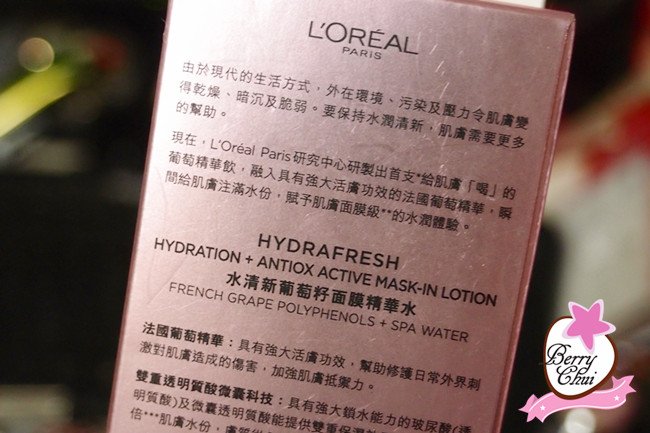 L'ORÉAL
PARIS
由於現代的生活方式，外在環境、污染及壓力令肌膚變
得乾燥、暗沉及脆弱。要保持水潤清新，肌膚需要更多
的幫助。
現在，L'Oréal Paris研究中心研製出首支*給肌膚「喝」的
葡萄精華飲，融入具有強大活膚功效的法國葡萄精華，瞬
間給肌膚注滿水份，賦予肌膚面膜級**的水潤體驗。
HYDRAFRESH
HYDRATION + ANTIOX ACTIVE MASK-IN LOTION
水清新葡萄籽面膜精華水
FRENCH GRAPE POLYPHENOLS + SPA WATER
法國葡萄精華：具有強大活膚功效，幫助修護日常外界刺
激對肌膚造成的傷害，加強肌膚抵禦力。
雙重透明質酸微囊科技：具有強大鎖水能力的玻尿酸(透
明質酸)及微囊透明質酸能提供雙重保濕
倍***肌膚水份，膚質
Berry
Chui